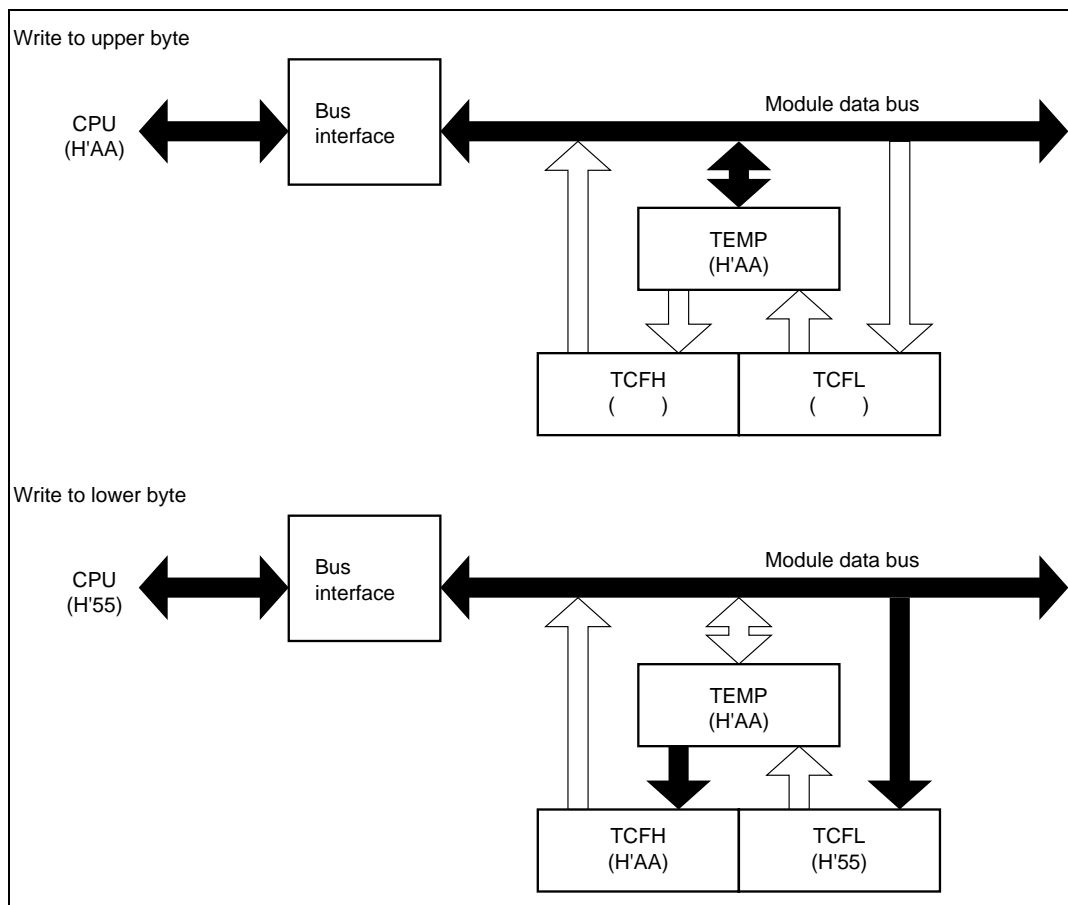 Write to upper byte
CPU
(H'AA)
Bus
interface
Module data bus
TEMP
(H'AA)
TCFH
( )
TCFL
( )
Write to lower byte
CPU
(H'55)
Bus
interface
Module data bus
TEMP
(H'AA)
TCFH
(H'AA)
TCFL
(H'55)